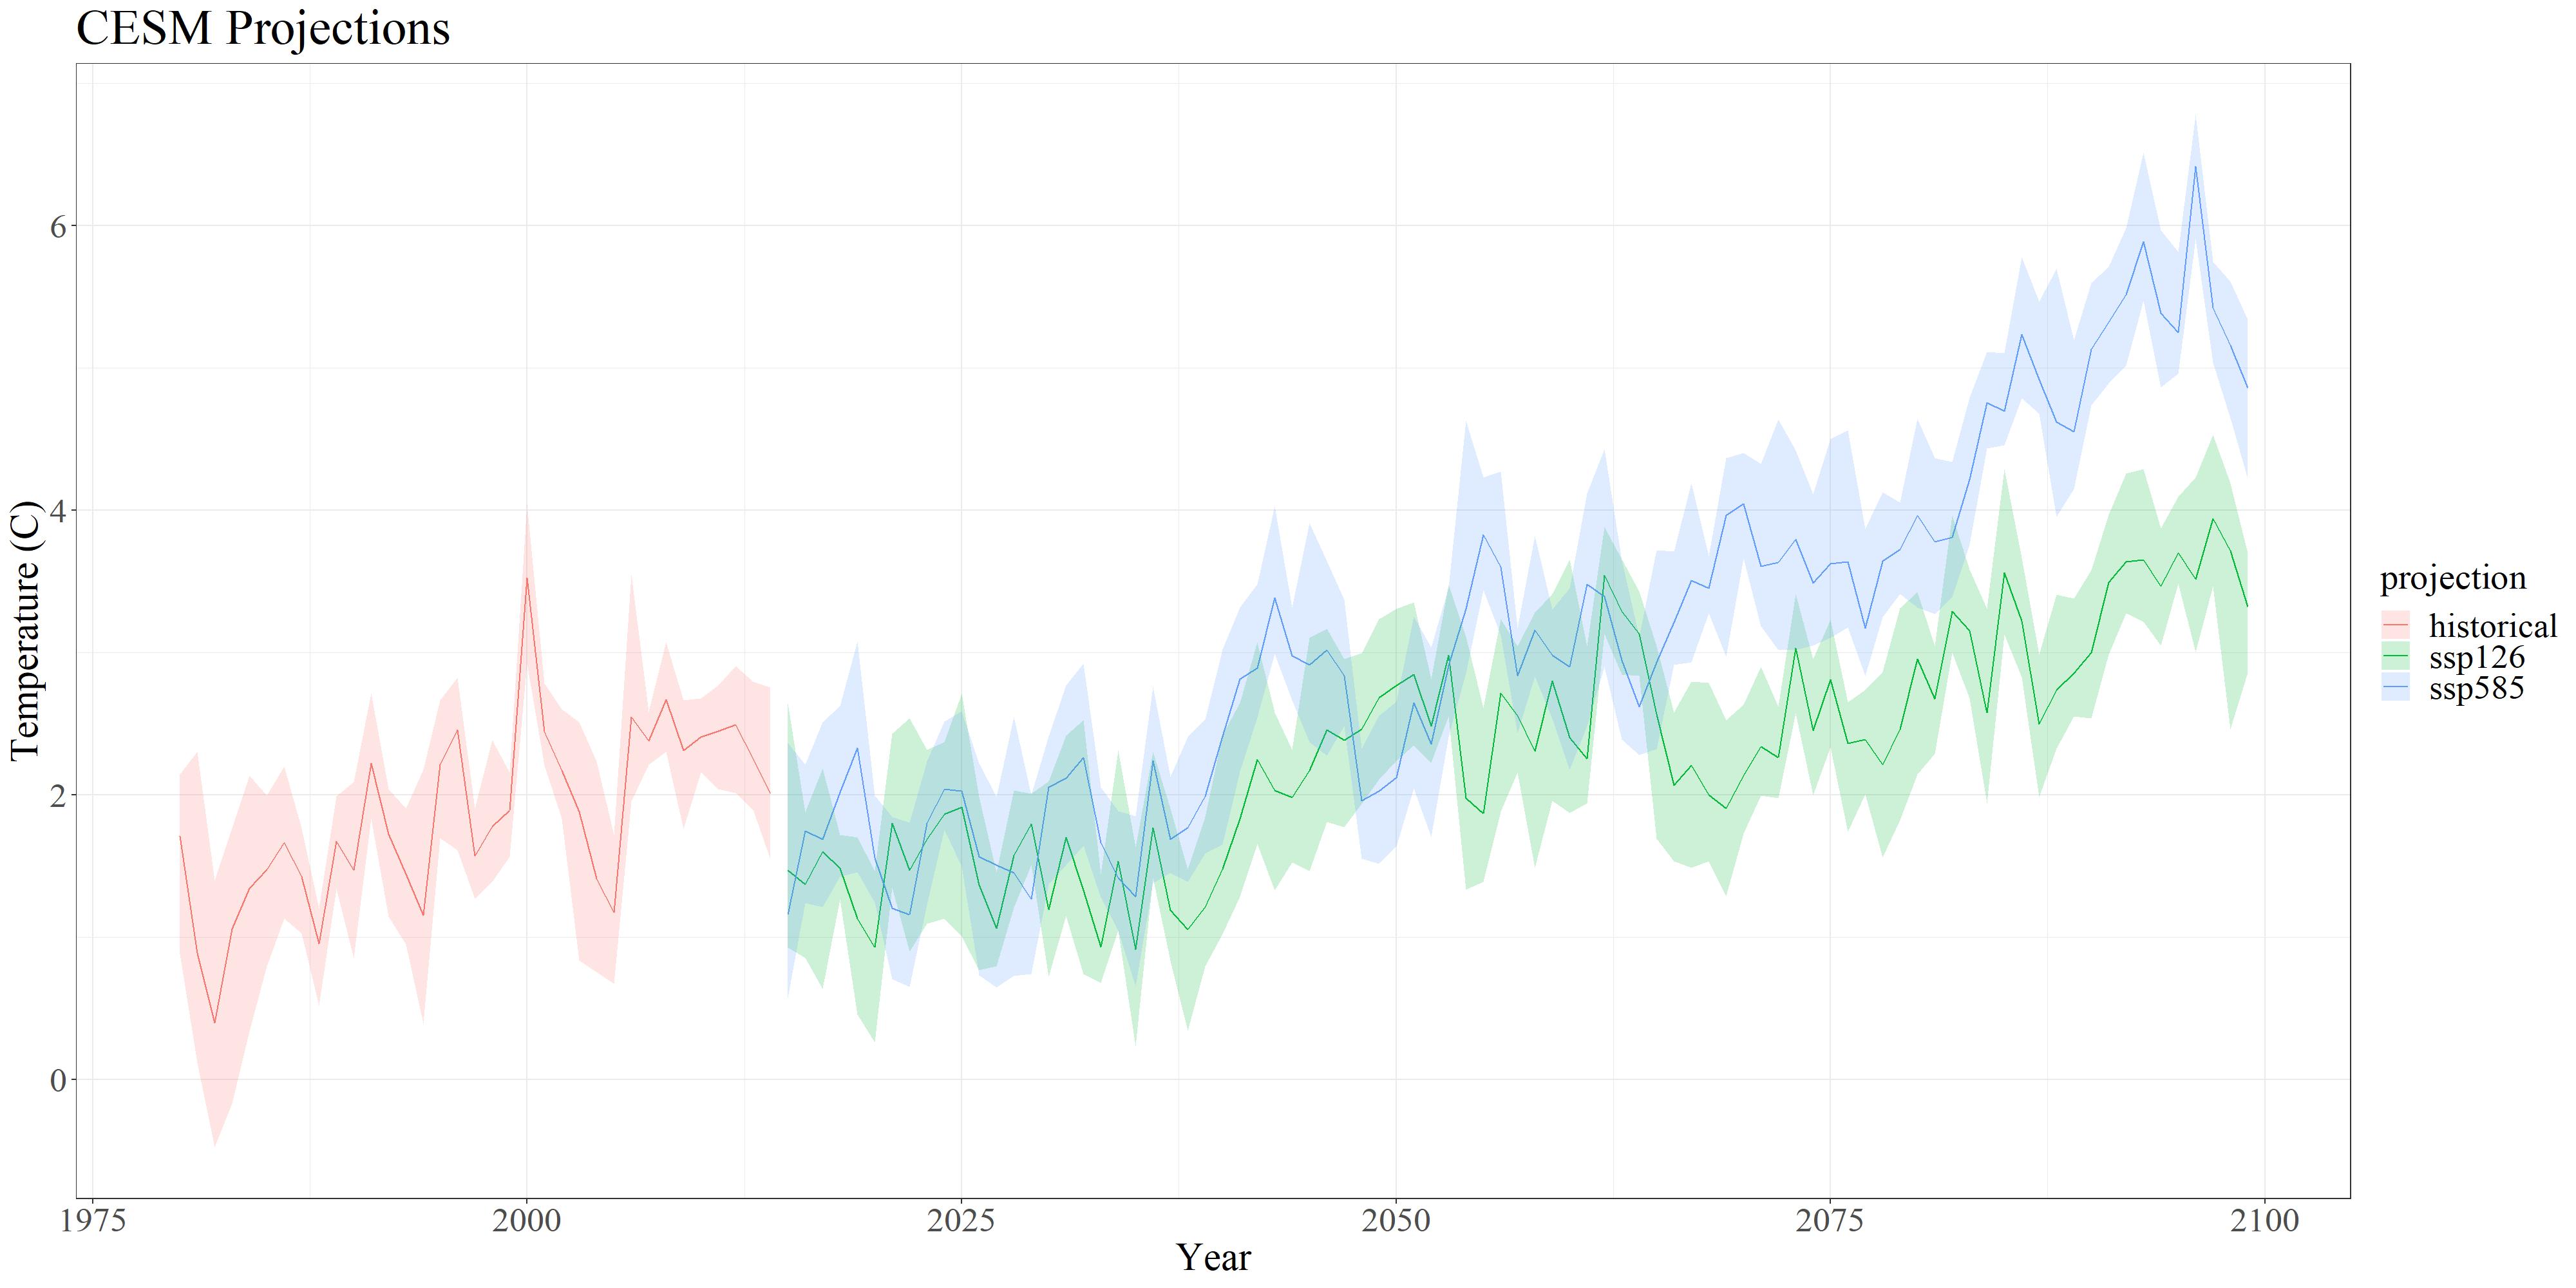 CESM Projections
Temperature (C)
6
4
2
0
1975
2000
2025
2050
2075
2100
Year
projection
historical
ssp126
ssp585